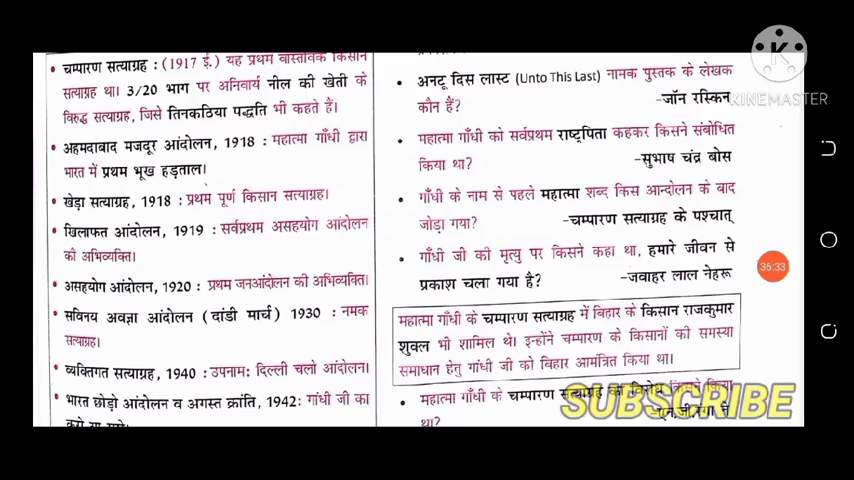 चम्पारण सत्याग्रह : (1917 ई.) यह प्रथम वास्तविक किसान
सत्याग्रह था। 3/20 भाग पर अनिवार्य नील की खेती के
विरुद्ध सत्याग्रह, जिसे तिनकठिया पद्धति भी कहते हैं।
अहमदाबाद मजदूर आंदोलन, 1918 : महात्मा गाँधी द्वारा
भारत में प्रथम भूख हड़ताल।
खेड़ा सत्याग्रह, 1918 : प्रथम पूर्ण किसान सत्याग्रह।
खिलाफत आंदोलन, 1919 : सर्वप्रथम असहयोग आंदोलन
की अभिव्यक्ति।
असहयोग आंदोलन, 1920 : प्रथम जनआंदोलन की अभिव्यक्ति।
सविनय अवज्ञा आंदोलन (दांडी मार्च) 1930 : नमक
सत्याग्रह।
व्यक्तिगत सत्याग्रह, 1940 : उपनाम: दिल्ली चलो आंदोलन।
भारत छोड़ो आंदोलन व अगस्त क्रांति, 1942: गांधी जी का
अनटू दिस लास्ट (Unto This Last) नामक पुस्तक के लेखक
कौन हैं? -जॉन रस्किन
महात्मा गाँधी को सर्वप्रथम राष्ट्रपिता कहकर किसने संबोधित
किया था? -सुभाष चंद्र बोस
गाँधी के नाम से पहले महात्मा शब्द किस आन्दोलन के बाद
जोड़ा गया? -चम्पारण सत्याग्रह के पश्चात्
गाँधी जी की मृत्यु पर किसने कहा था, हमारे जीवन से
प्रकाश चला गया है? -जवाहर लाल नेहरू
महात्मा गाँधी के चम्पारण सत्याग्रह में बिहार के किसान राजकुमार
शुक्ल भी शामिल थे। इन्होंने चम्पारण के किसानों की समस्या
समाधान हेतु गांधी जी को बिहार आमंत्रित किया था।
महात्मा गाँधी के चम्पारण सत्याग्रह का विरोध किसने किया
था? -एन.जी.रंगा ने
SUBSCRIBE
KINEMASTER
35:33